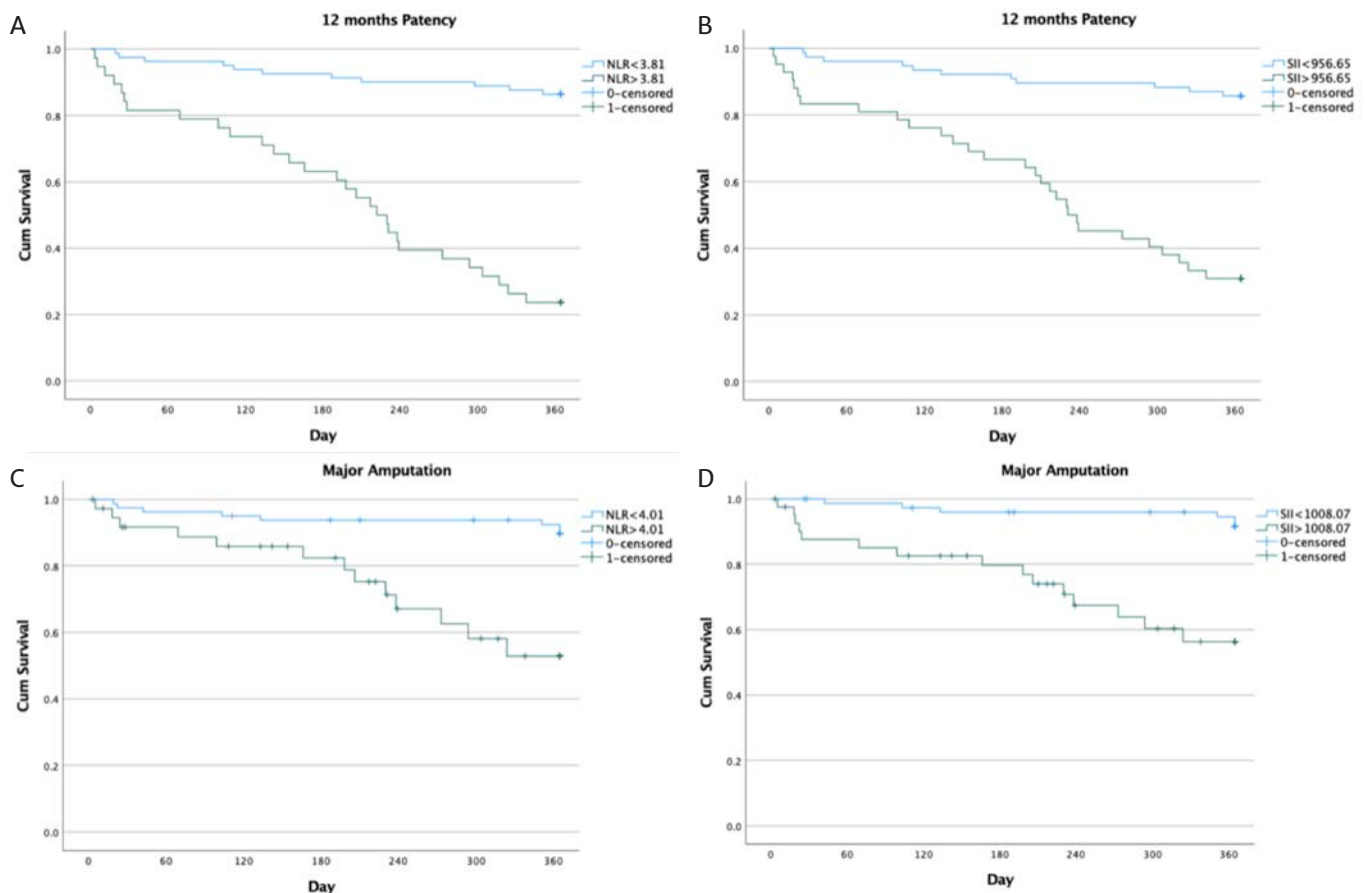 A
12 months Patency
Cum Survival
1.0
0.8
0.6
0.4
0.2
0.0
0 60 120 180 240 300 360
Day
NLR<3.81
NLR>3.81
0-censored
1-censored
B
12 months Patency
Cum Survival
1.0
0.8
0.6
0.4
0.2
0.0
0 60 120 180 240 300 360
Day
SII<956.65
SII>956.65
0-censored
1-censored
C
Major Amputation
Cum Survival
1.0
0.8
0.6
0.4
0.2
0.0
0 60 120 180 240 300 360
Day
NLR<4.01
NLR>4.01
0-censored
1-censored
D
Major Amputation
Cum Survival
1.0
0.8
0.6
0.4
0.2
0.0
0 60 120 180 240 300 360
Day
SII<1008.07
SII>1008.07
0-censored
1-censored